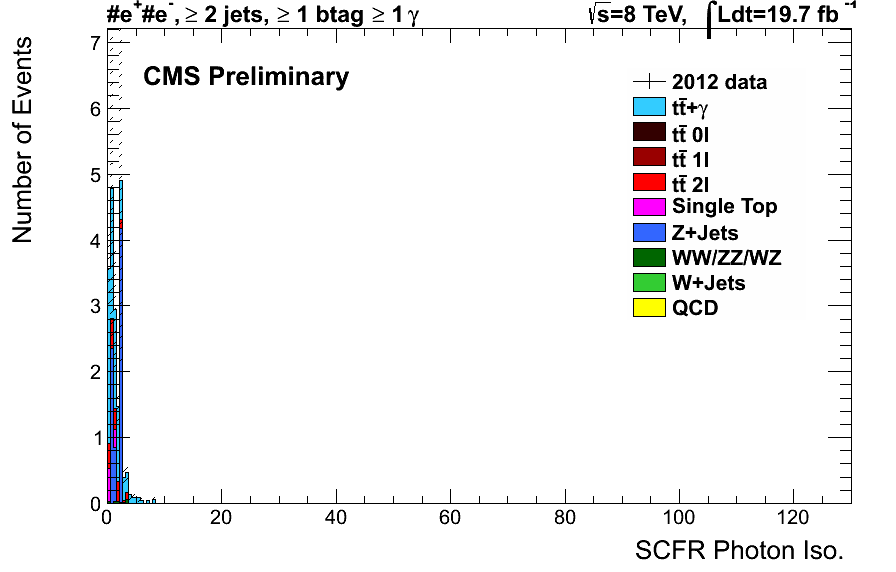 #e⁺#e⁻, ≥ 2 jets, ≥ 1 btag ≥ 1 γ
√s=8 TeV, ∫Ldt=19.7 fb⁻¹
CMS Preliminary
2012 data
tt̄+γ
tt̄ 0l
tt̄ 1l
tt̄ 2l
Single Top
Z+Jets
WW/ZZ/WZ
W+Jets
QCD
Number of Events
7
6
5
4
3
2
1
0
0 20 40 60 80 100 120
SCFR Photon Iso.